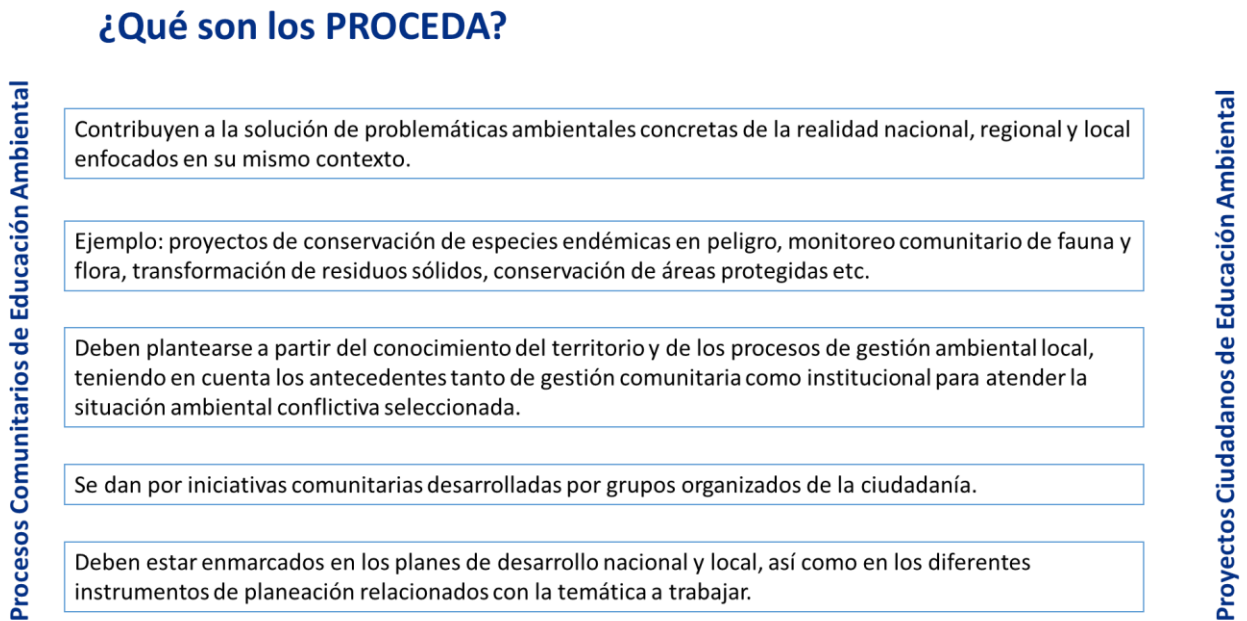 ¿Qué son los PROCEDA?
Procesos Comunitarios de Educación Ambiental
Contribuyen a la solución de problemáticas ambientales concretas de la realidad nacional, regional y local
enfocados en su mismo contexto.
Ejemplo: proyectos de conservación de especies endémicas en peligro, monitoreo comunitario de fauna y
flora, transformación de residuos sólidos, conservación de áreas protegidas etc.
Deben plantearse a partir del conocimiento del territorio y de los procesos de gestión ambiental local,
teniendo en cuenta los antecedentes tanto de gestión comunitaria como institucional para atender la
situación ambiental conflictiva seleccionada.
Se dan por iniciativas comunitarias desarrolladas por grupos organizados de la ciudadanía.
Deben estar enmarcados en los planes de desarrollo nacional y local, así como en los diferentes
instrumentos de planeación relacionados con la temática a trabajar.
Proyectos Ciudadanos de Educación Ambiental